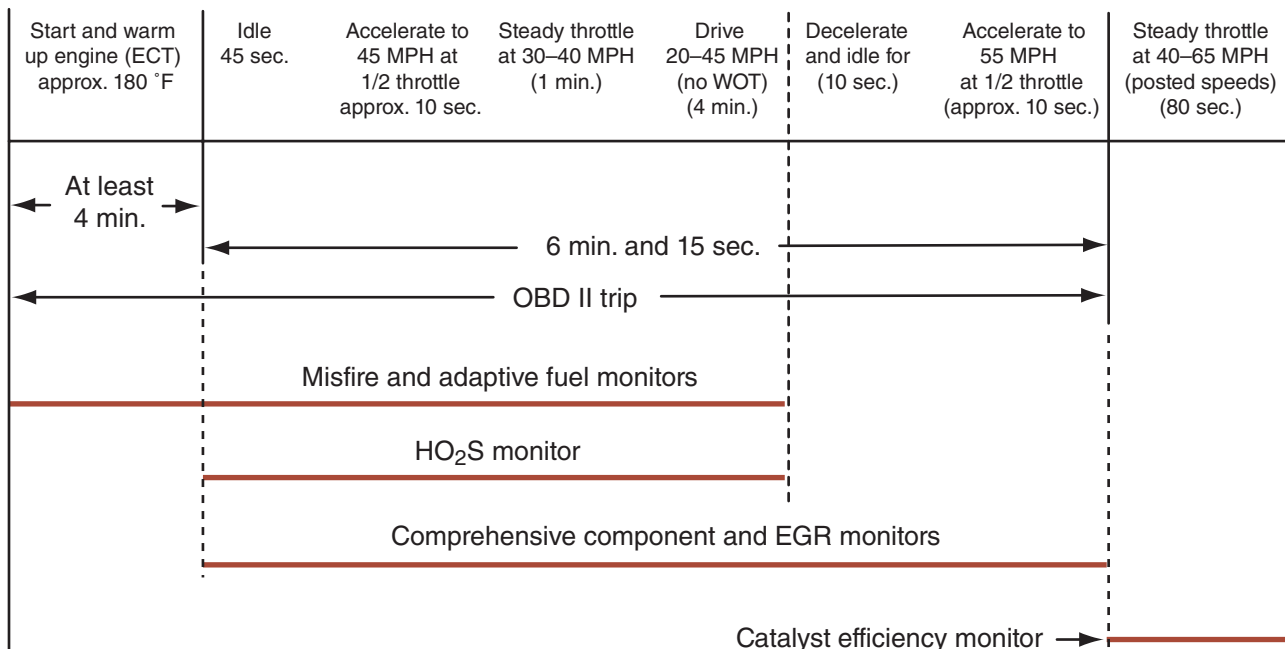 Start and warm
up engine (ECT)
approx. 180 °F
Idle
45 sec.
Accelerate to
45 MPH at
1/2 throttle
approx. 10 sec.
Steady throttle
at 30–40 MPH
(1 min.)
Drive
20–45 MPH
(no WOT)
(4 min.)
Decelerate
and idle for
(10 sec.)
Accelerate to
55 MPH
at 1/2 throttle
(approx. 10 sec.)
Steady throttle
at 40–65 MPH
(posted speeds)
(80 sec.)
At least
4 min.
6 min. and 15 sec.
OBD II trip
Misfire and adaptive fuel monitors
HO₂S monitor
Comprehensive component and EGR monitors
Catalyst efficiency monitor